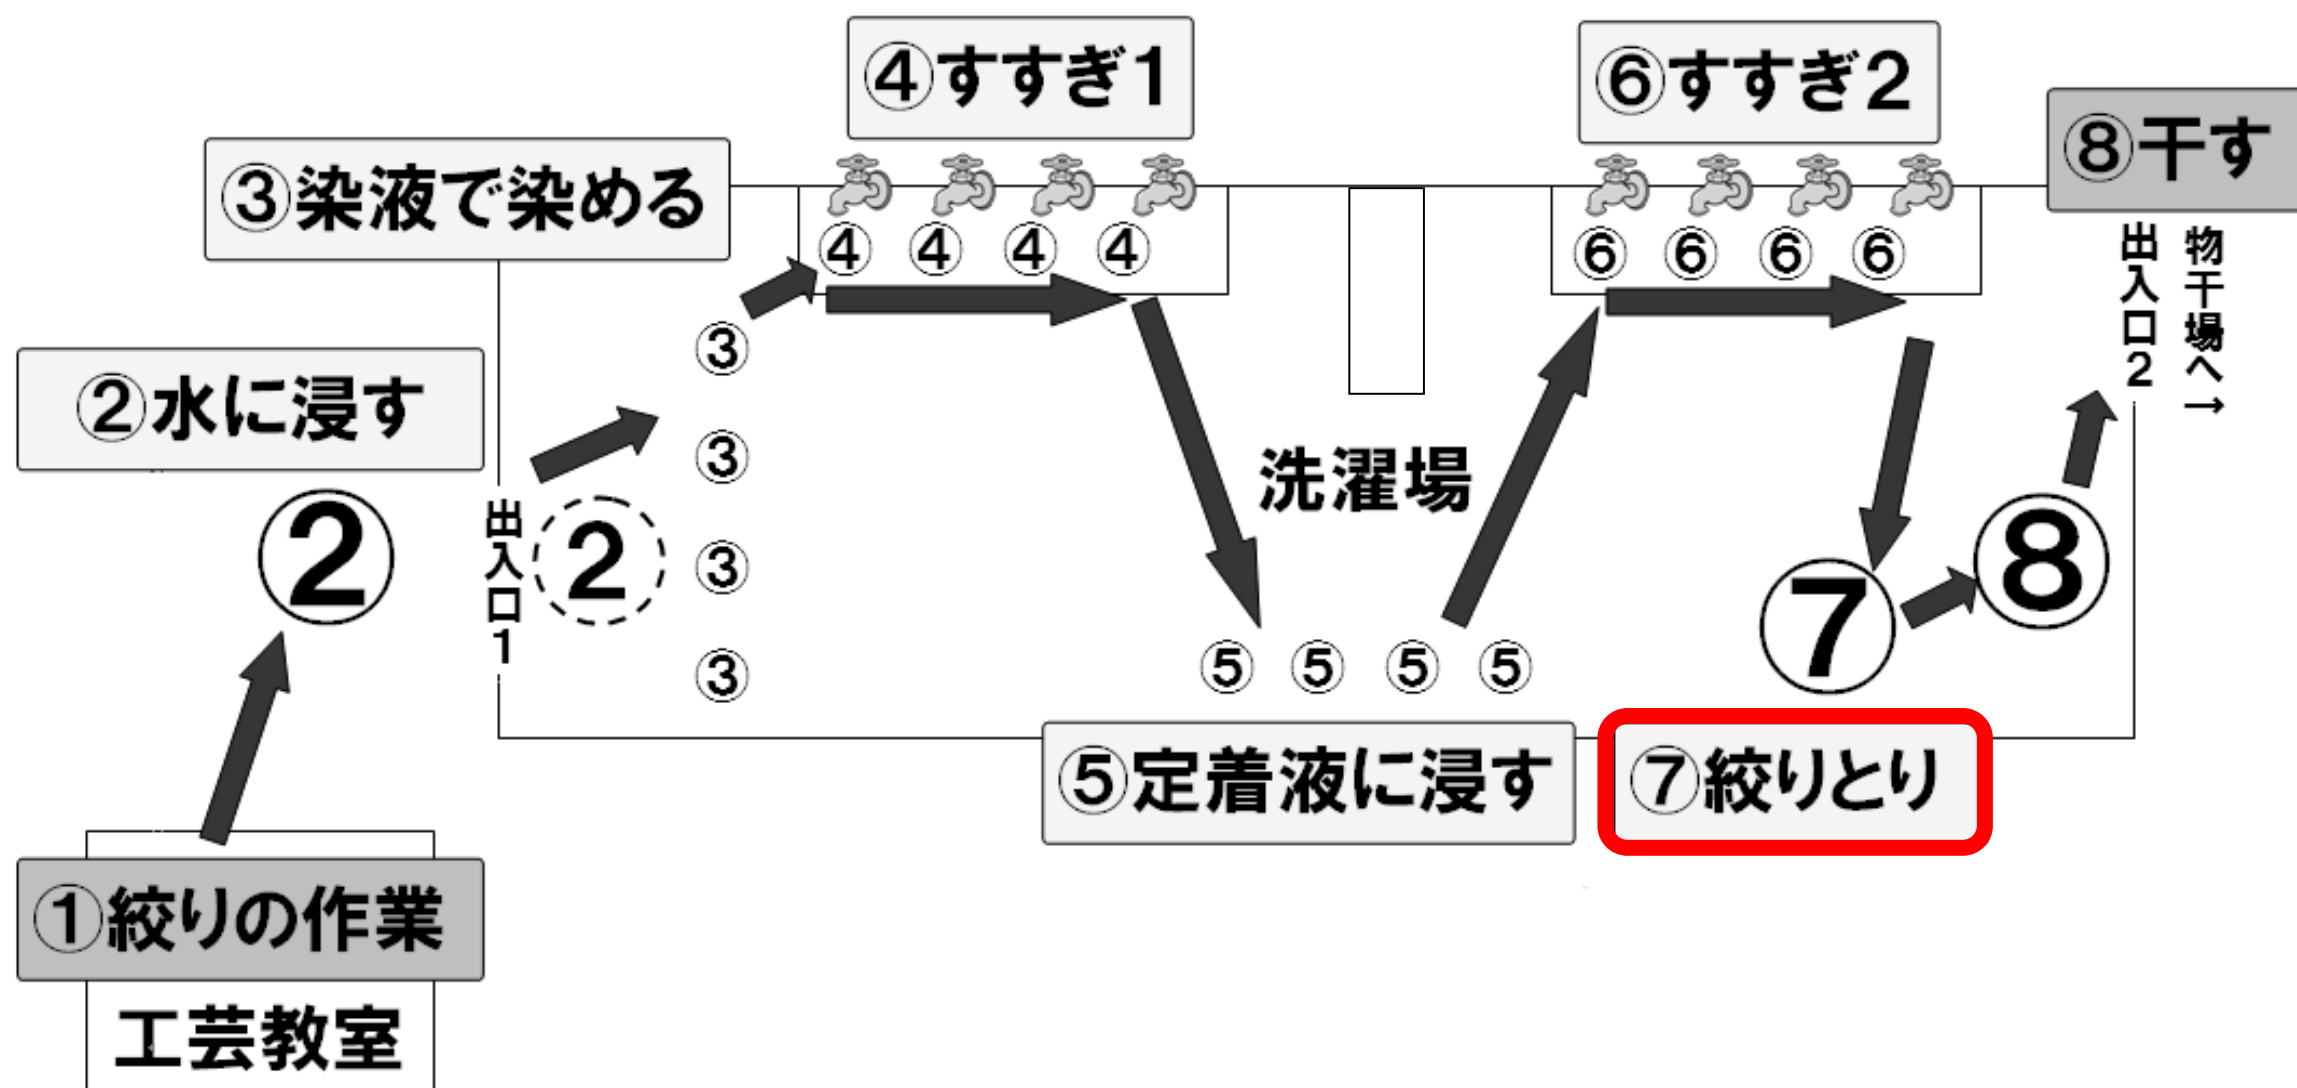 ④すすぎ1
⑥すすぎ2
⑧干す
③染液で染める
④ ④ ④ ④
⑥ ⑥ ⑥ ⑥
出入口2
物干場へ→
③
③
③
③
②水に浸す
②
出入口1
②
洗濯場
⑤ ⑤ ⑤ ⑤
⑦
⑧
⑤定着液に浸す
⑦絞りとり
①絞りの作業
工芸教室